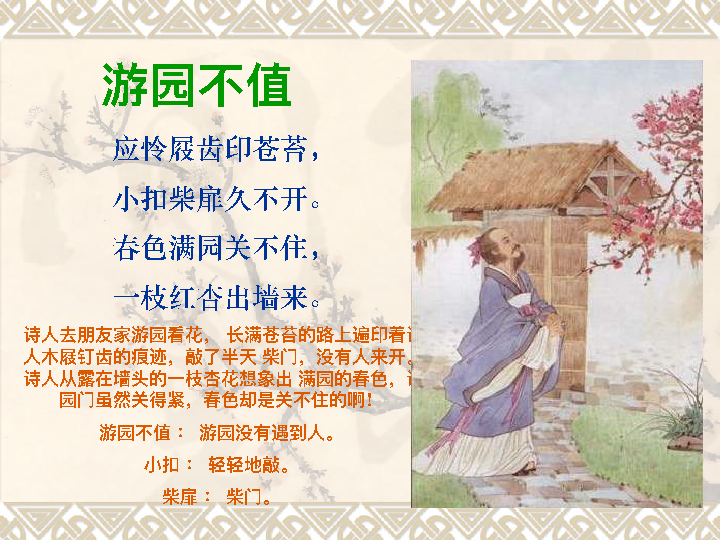 游园不值
应怜屐齿印苍苔，
小扣柴扉久不开。
春色满园关不住，
一枝红杏出墙来。
诗人去朋友家游园看花， 长满苍苔的路上遍印着
人木屐钉齿的痕迹，敲了半天 柴门，没有人来开。
诗人从露在墙头的一枝杏花想象出 满园的春色，
园门虽然关得紧，春色却是关不住的啊！
游园不值： 游园没有遇到人。
小扣： 轻轻地敲。
柴扉： 柴门。